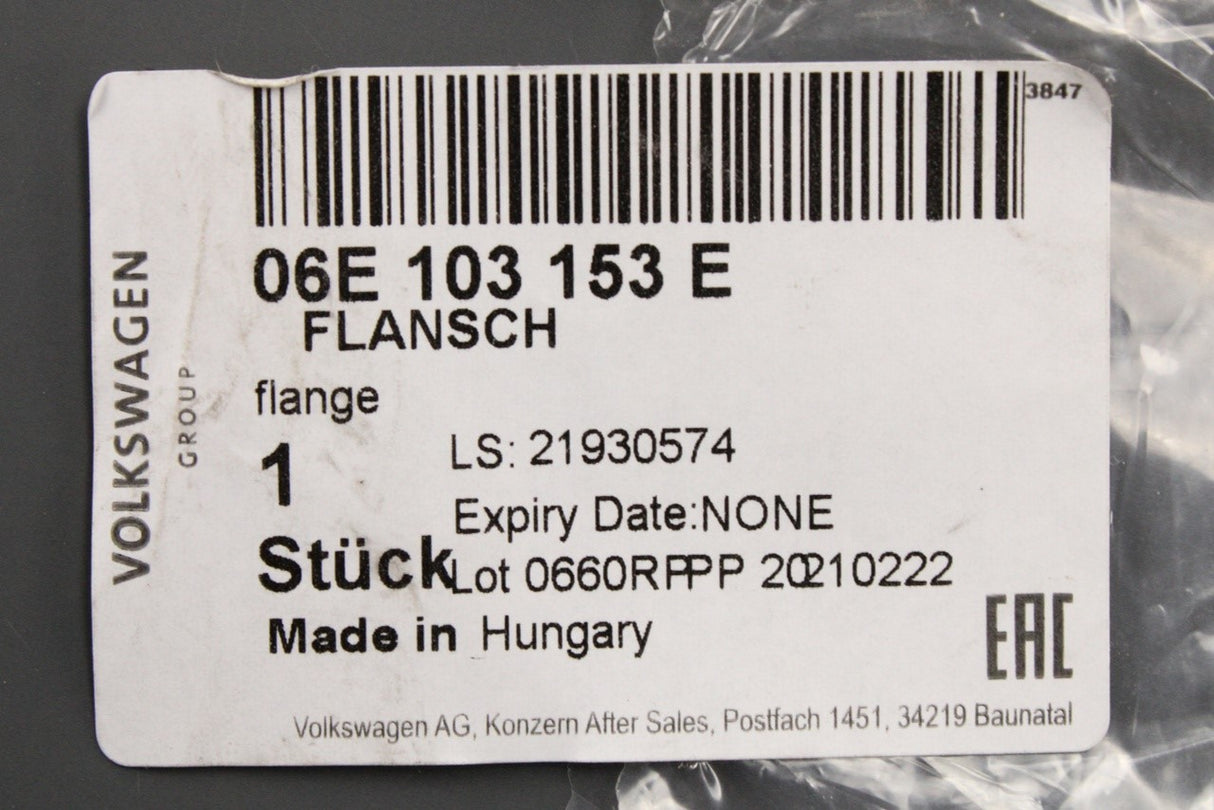 3847
06E 103 153 E
FLANSCH
flange
1
LS: 21930574
Expiry Date:NONE
Stück
Lot 0660RPPP 20210222
Made in Hungary
EAC
Volkswagen AG, Konzern After Sales, Postfach 1451, 34219 Baunatal
VOLKSWAGEN
GROUP